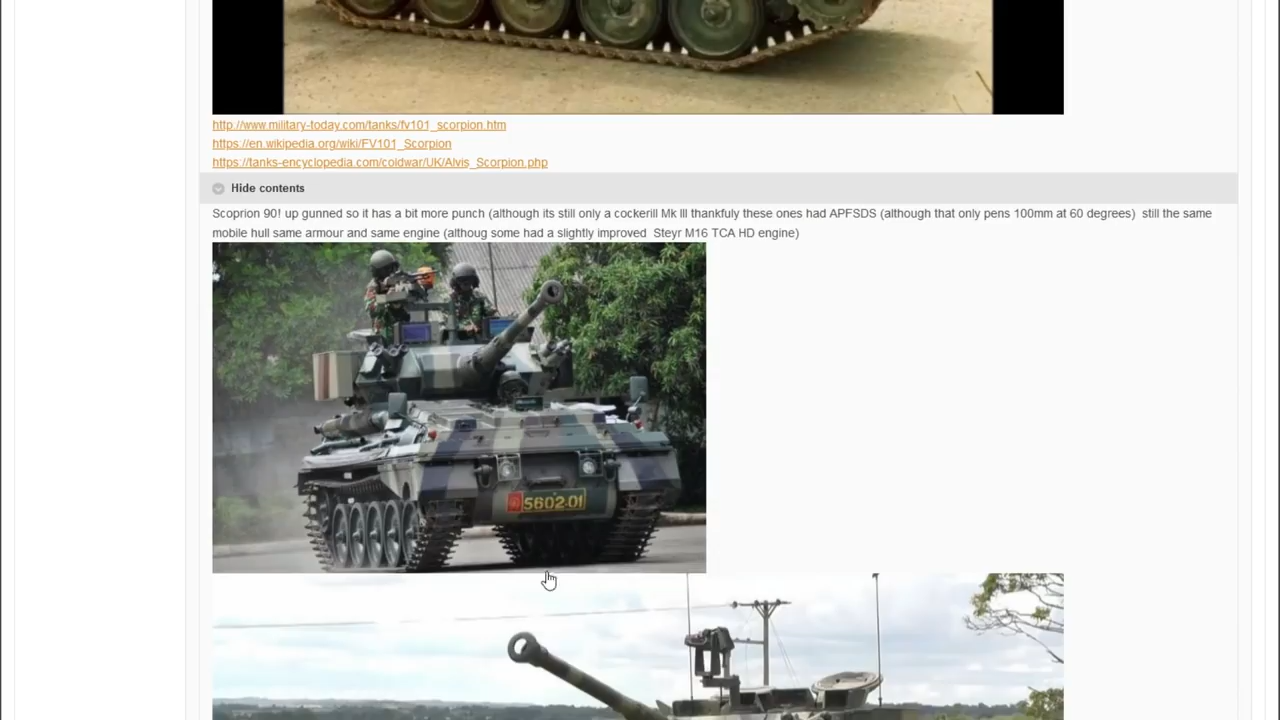 http://www.military-today.com/tanks/fv101_scorpion.htm
https://en.wikipedia.org/wiki/FV101_Scorpion
https://tanks-encyclopedia.com/coldwar/UK/Alvis_Scorpion.php
Hide contents
Scoprion 90! up gunned so it has a bit more punch (although its still only a cockerill Mk III thankfuly these ones had APFSDS (although that only pens 100mm at 60 degrees) still the same
mobile hull same armour and same engine (althoug some had a slightly improved Steyr M16 TCA HD engine)
5602-01